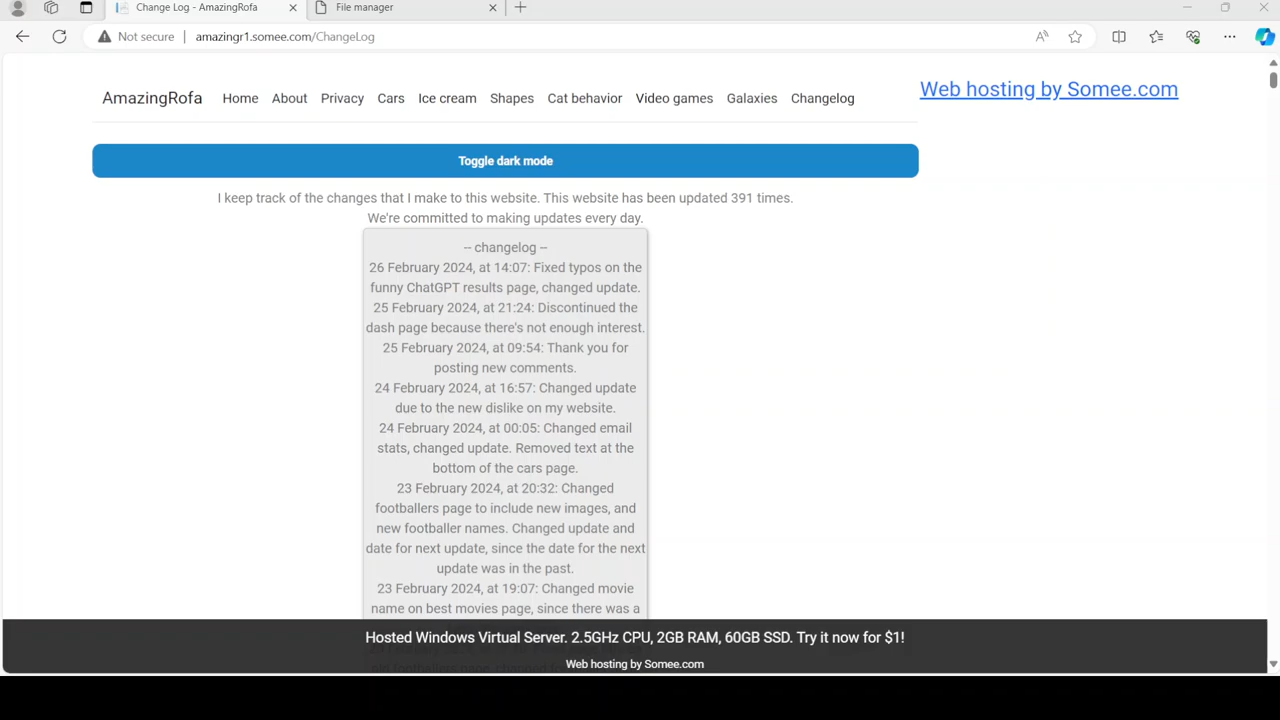 Change Log - AmazingRofa
File manager
Not secure
amazingr1.somee.com/ChangeLog
AmazingRofa Home About Privacy Cars Ice cream Shapes Cat behavior Video games Galaxies Changelog
Web hosting by Somee.com
Toggle dark mode
I keep track of the changes that I make to this website. This website has been updated 391 times.
We're committed to making updates every day.
-- changelog --
26 February 2024, at 14:07: Fixed typos on the
funny ChatGPT results page, changed update.
25 February 2024, at 21:24: Discontinued the
dash page because there's not enough interest.
25 February 2024, at 09:54: Thank you for
posting new comments.
24 February 2024, at 16:57: Changed update
due to the new dislike on my website.
24 February 2024, at 00:05: Changed email
stats, changed update. Removed text at the
bottom of the cars page.
23 February 2024, at 20:32: Changed
footballers page to include new images, and
new footballer names. Changed update and
date for next update, since the date for the next
update was in the past.
23 February 2024, at 19:07: Changed movie
name on best movies page, since there was a
Hosted Windows Virtual Server. 2.5GHz CPU, 2GB RAM, 60GB SSD. Try it now for $1!
Web hosting by Somee.com